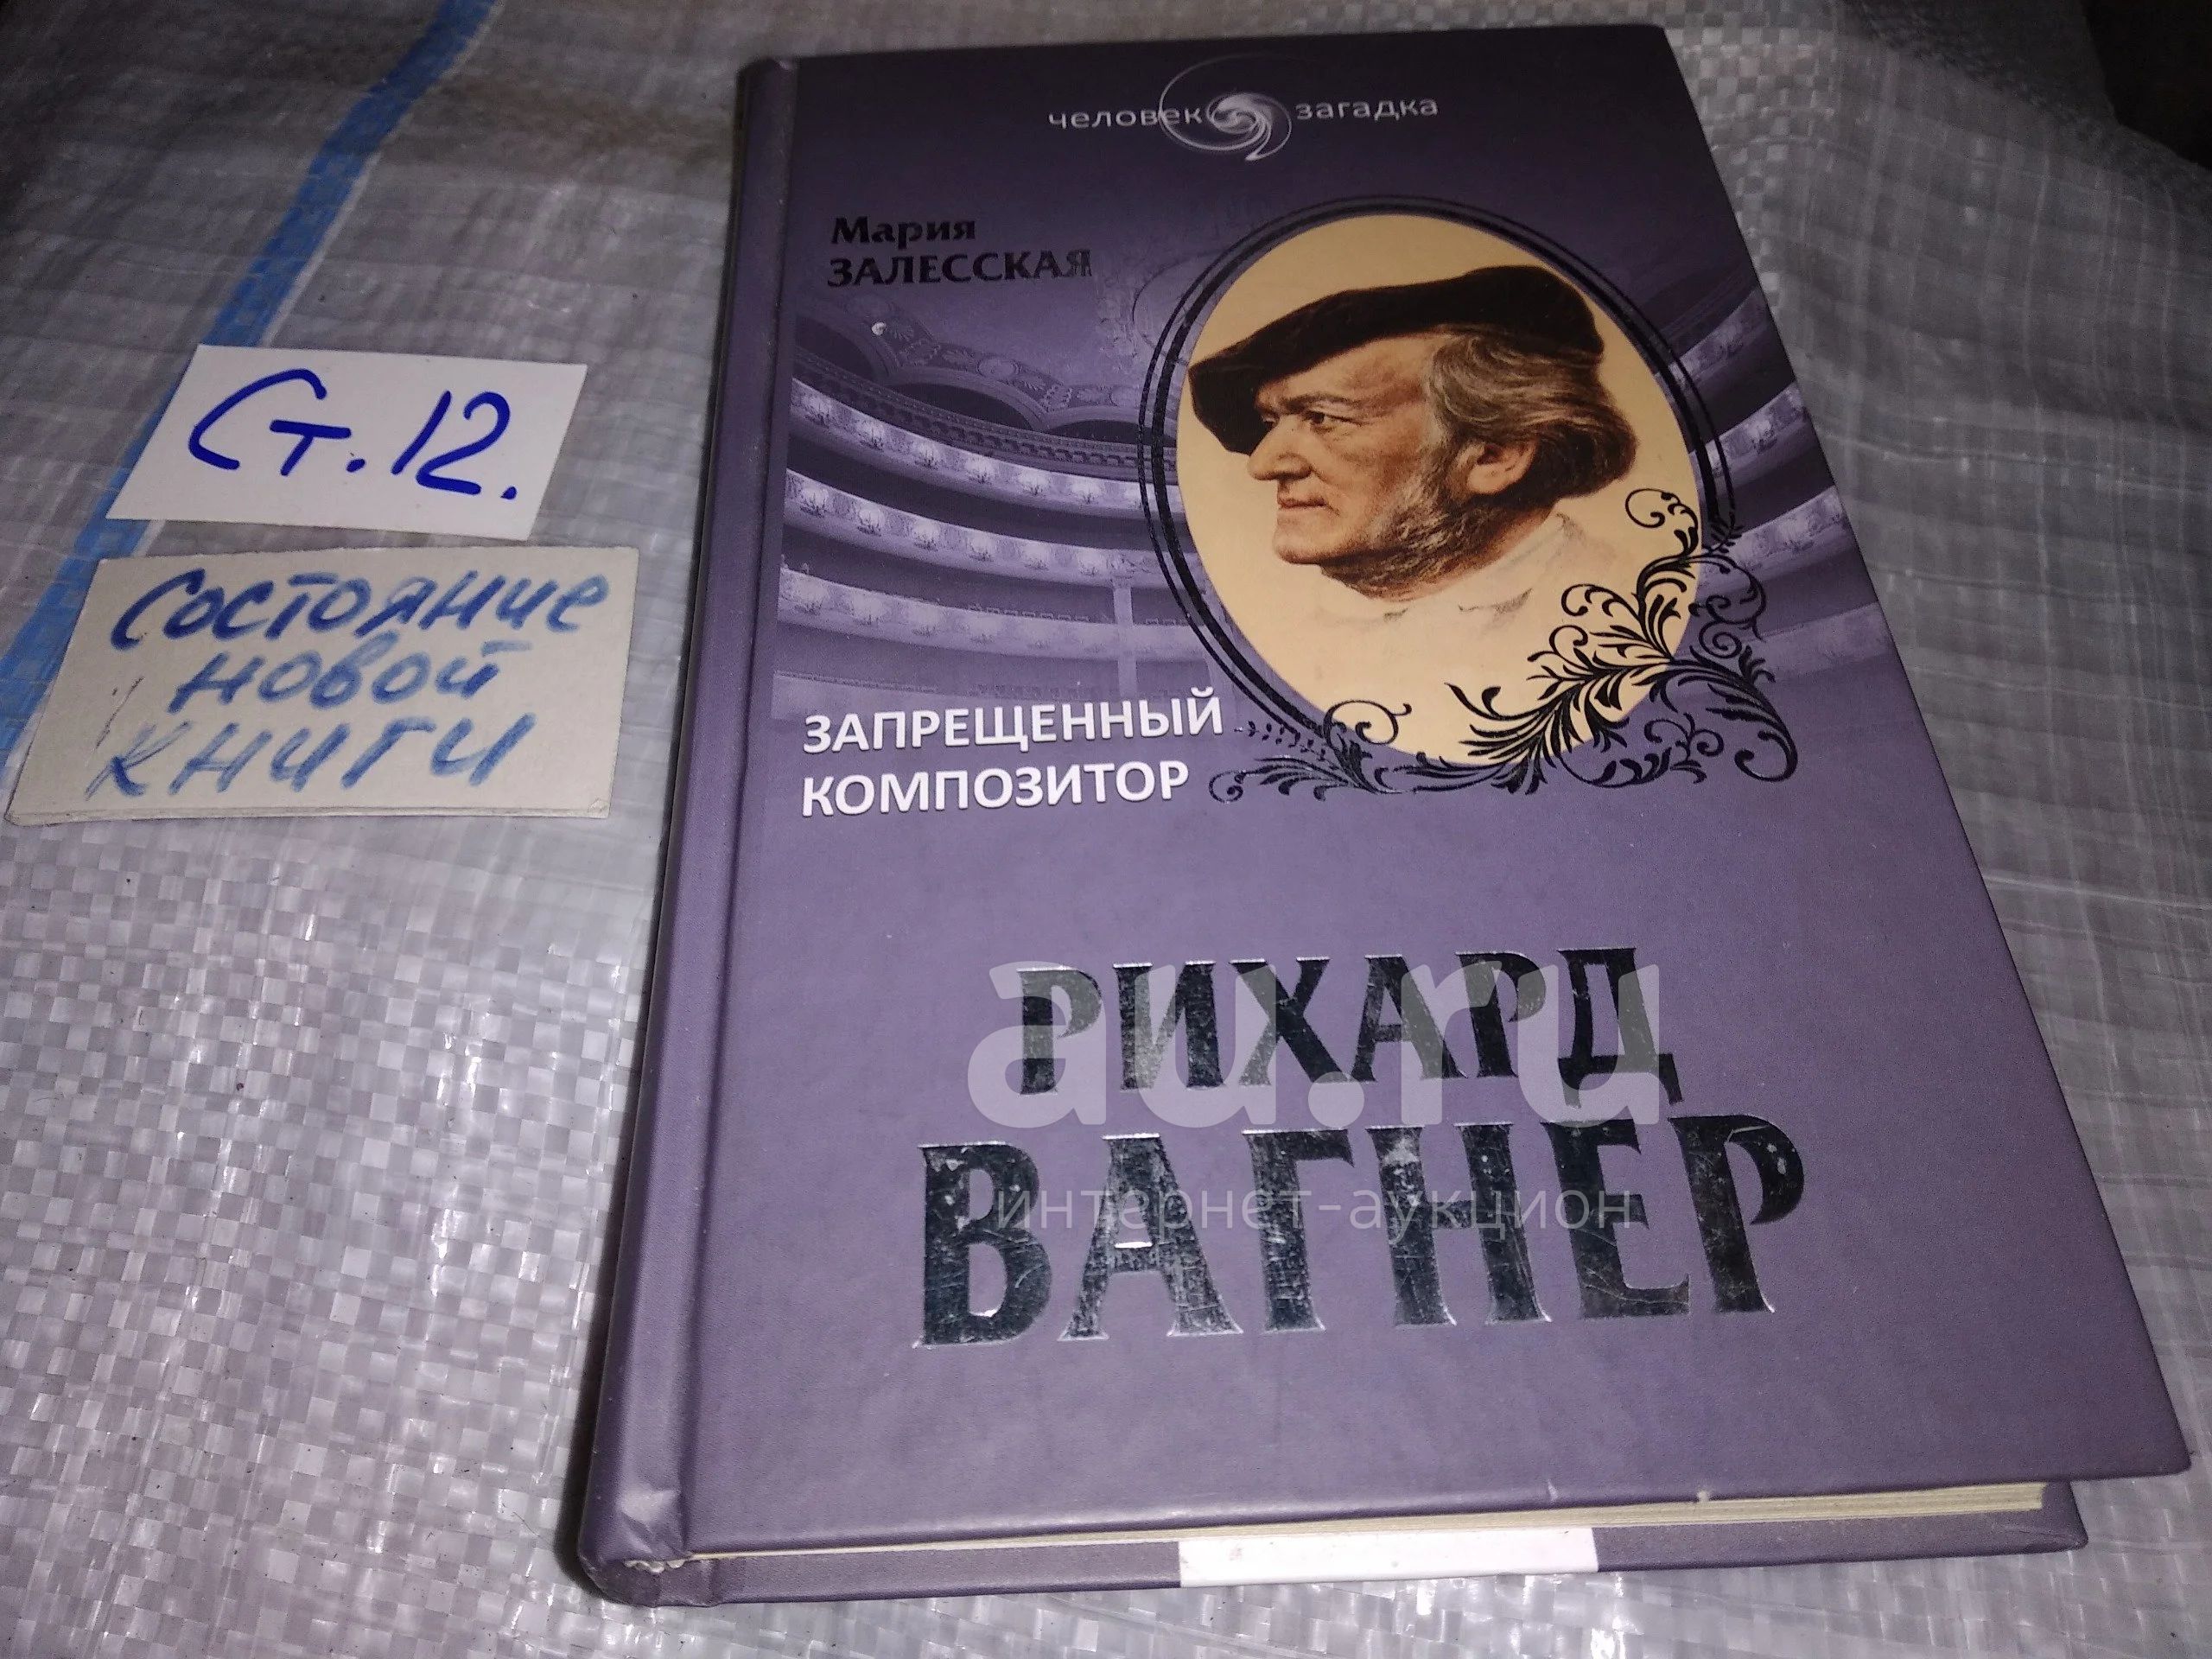 человек загадка
Мария
ЗАЛЕССКАЯ
Ст. 12.
Состояние
новой
книги
ЗАПРЕЩЕННЫЙ
КОМПОЗИТОР
РИХАРД
ВАГНЕР
au.ru
интернет-аукцион